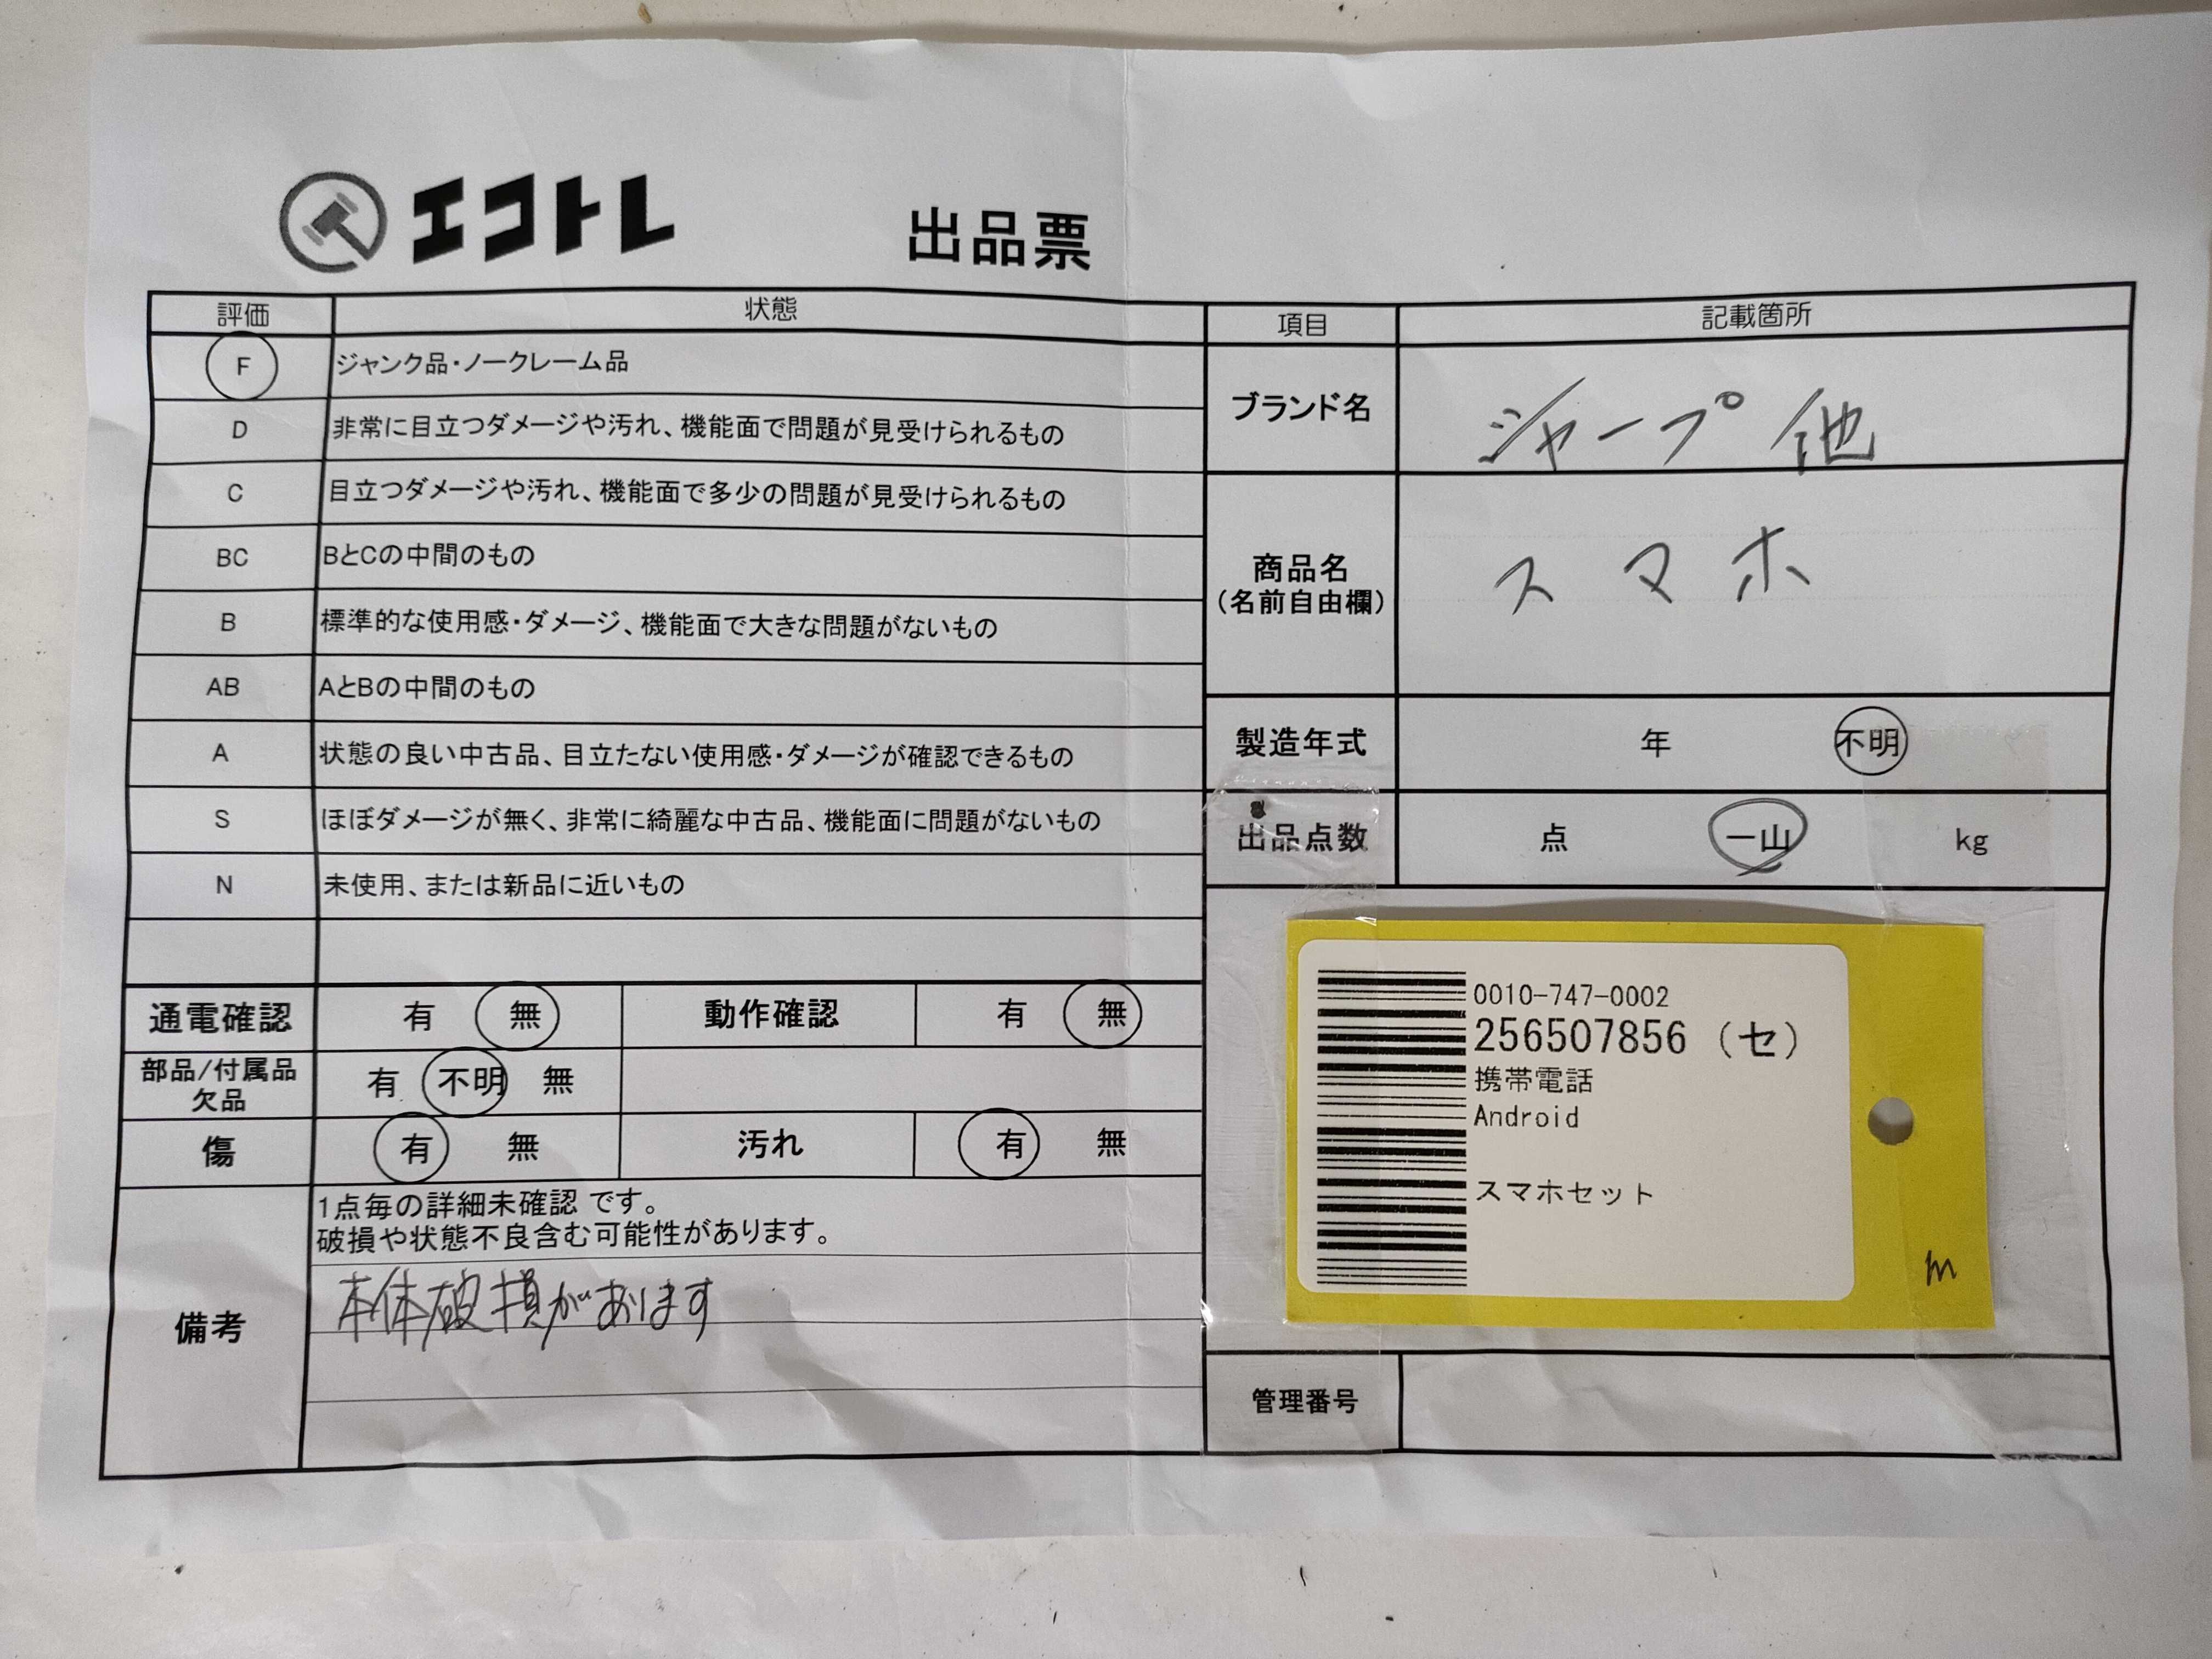 エコトレ
出品票
評価 状態
F ジャンク品・ノークレーム品
D 非常に目立つダメージや汚れ、機能面で問題が見受けられるもの
C 目立つダメージや汚れ、機能面で多少の問題が見受けられるもの
BC BとCの中間のもの
B 標準的な使用感・ダメージ、機能面で大きな問題がないもの
AB AとBの中間のもの
A 状態の良い中古品、目立たない使用感・ダメージが確認できるもの
S ほぼダメージが無く、非常に綺麗な中古品、機能面に問題がないもの
N 未使用、または新品に近いもの
通電確認 有 無 動作確認 有 無
部品/付属品
欠品
有 不明 無
傷 有 無 汚れ 有 無
備考
1点毎の詳細未確認 です。
破損や状態不良含む可能性があります。
本体破損があります
項目 記載箇所
ブランド名 シャープ 他
商品名
(名前自由欄)
スマホ
製造年式 年 不明
出品点数 点 一山 kg
0010-747-0002
256507856 (セ)
携帯電話
Android
スマホセット
m
管理番号